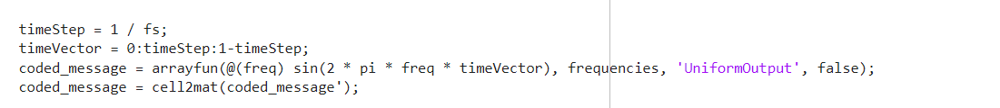 timeStep = 1 / fs;
timeVector = 0:timeStep:1-timeStep;
coded_message = arrayfun(@(freq) sin(2 * pi * freq * timeVector), frequencies, 'UniformOutput', false);
coded_message = cell2mat(coded_message');